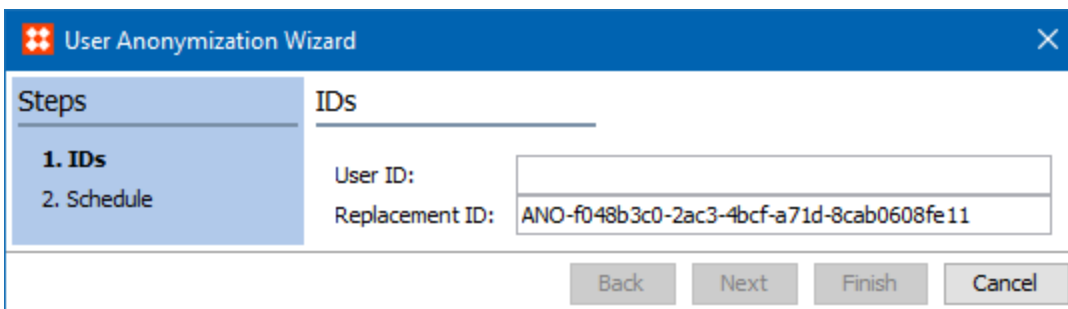 User Anonymization Wizard
Steps
IDs
1. IDs
2. Schedule
User ID:
Replacement ID: ANO-f048b3c0-2ac3-4bcf-a71d-8cab0608fe11
Back Next Finish Cancel